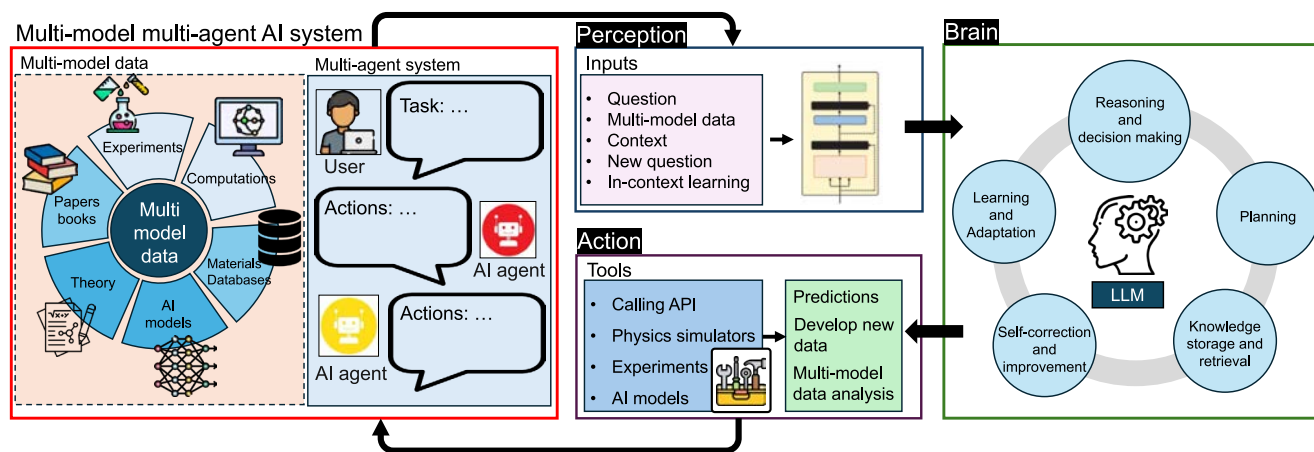 Multi-model multi-agent AI system
Multi-model data
Experiments
Computations
Papers
books
Multi
model
data
Materials
Databases
Theory
AI
models
√x+y
Multi-agent system
Task: ...
User
Actions: ...
AI agent
Actions: ...
AI agent
Perception
Inputs
• Question
• Multi-model data
• Context
• New question
• In-context learning
Action
Tools
• Calling API
• Physics simulators
• Experiments
• AI models
Predictions
Develop new
data
Multi-model
data analysis
Brain
Reasoning
and
decision making
Learning
and
Adaptation
Planning
LLM
Self-correction
and
improvement
Knowledge
storage and
retrieval